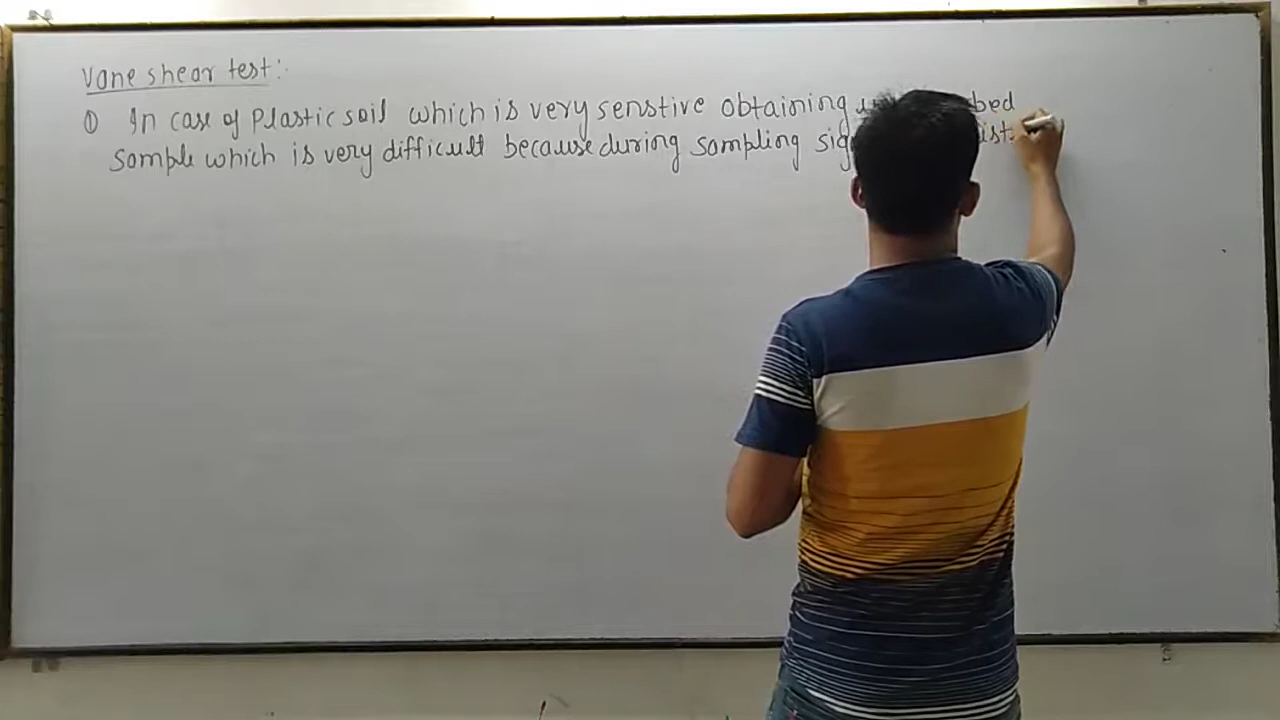 Vane shear test:
① In case of Plastic soil which is very senstive obtaining
sample which is very difficult because during sampling